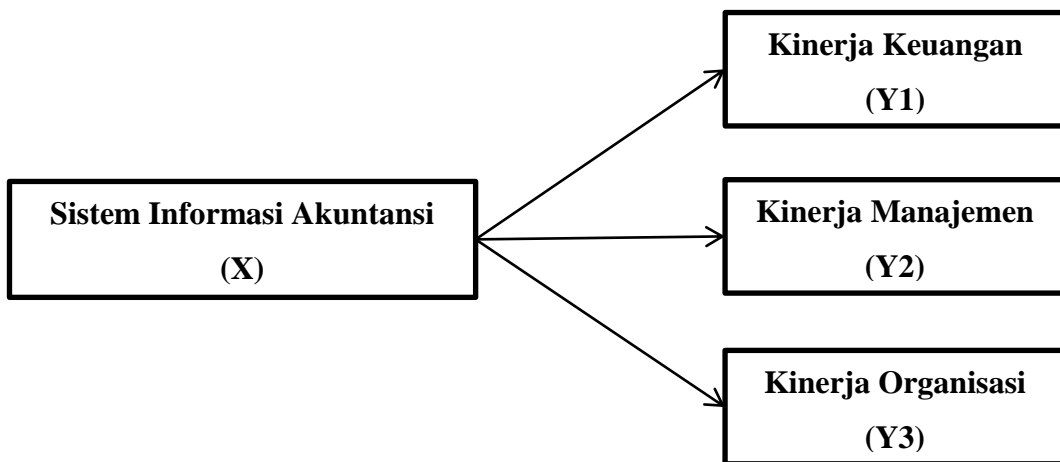 Kinerja Keuangan
(Y1)
Sistem Informasi Akuntansi
(X)
Kinerja Manajemen
(Y2)
Kinerja Organisasi
(Y3)